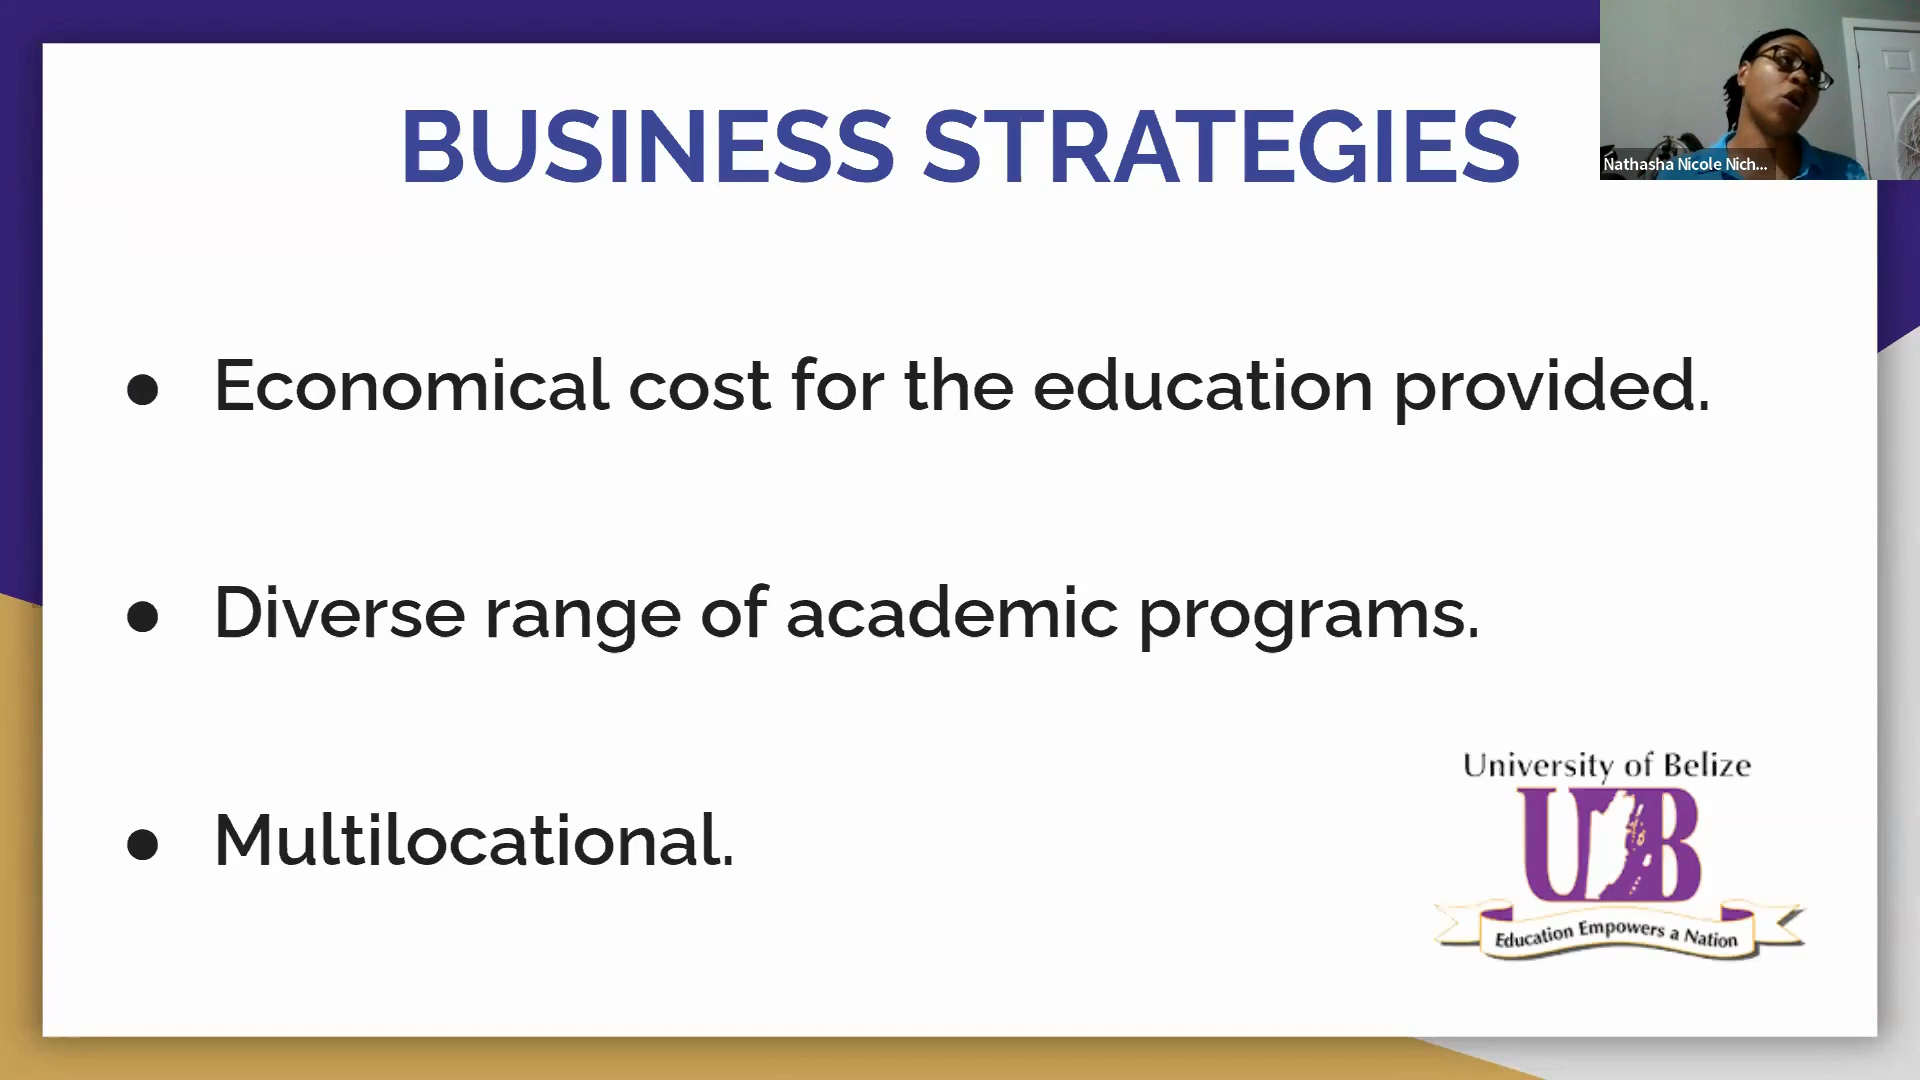 BUSINESS STRATEGIES
Nathasha Nicole Nich...
● Economical cost for the education provided.
● Diverse range of academic programs.
● Multilocational.
University of Belize
UB
Education Empowers a Nation